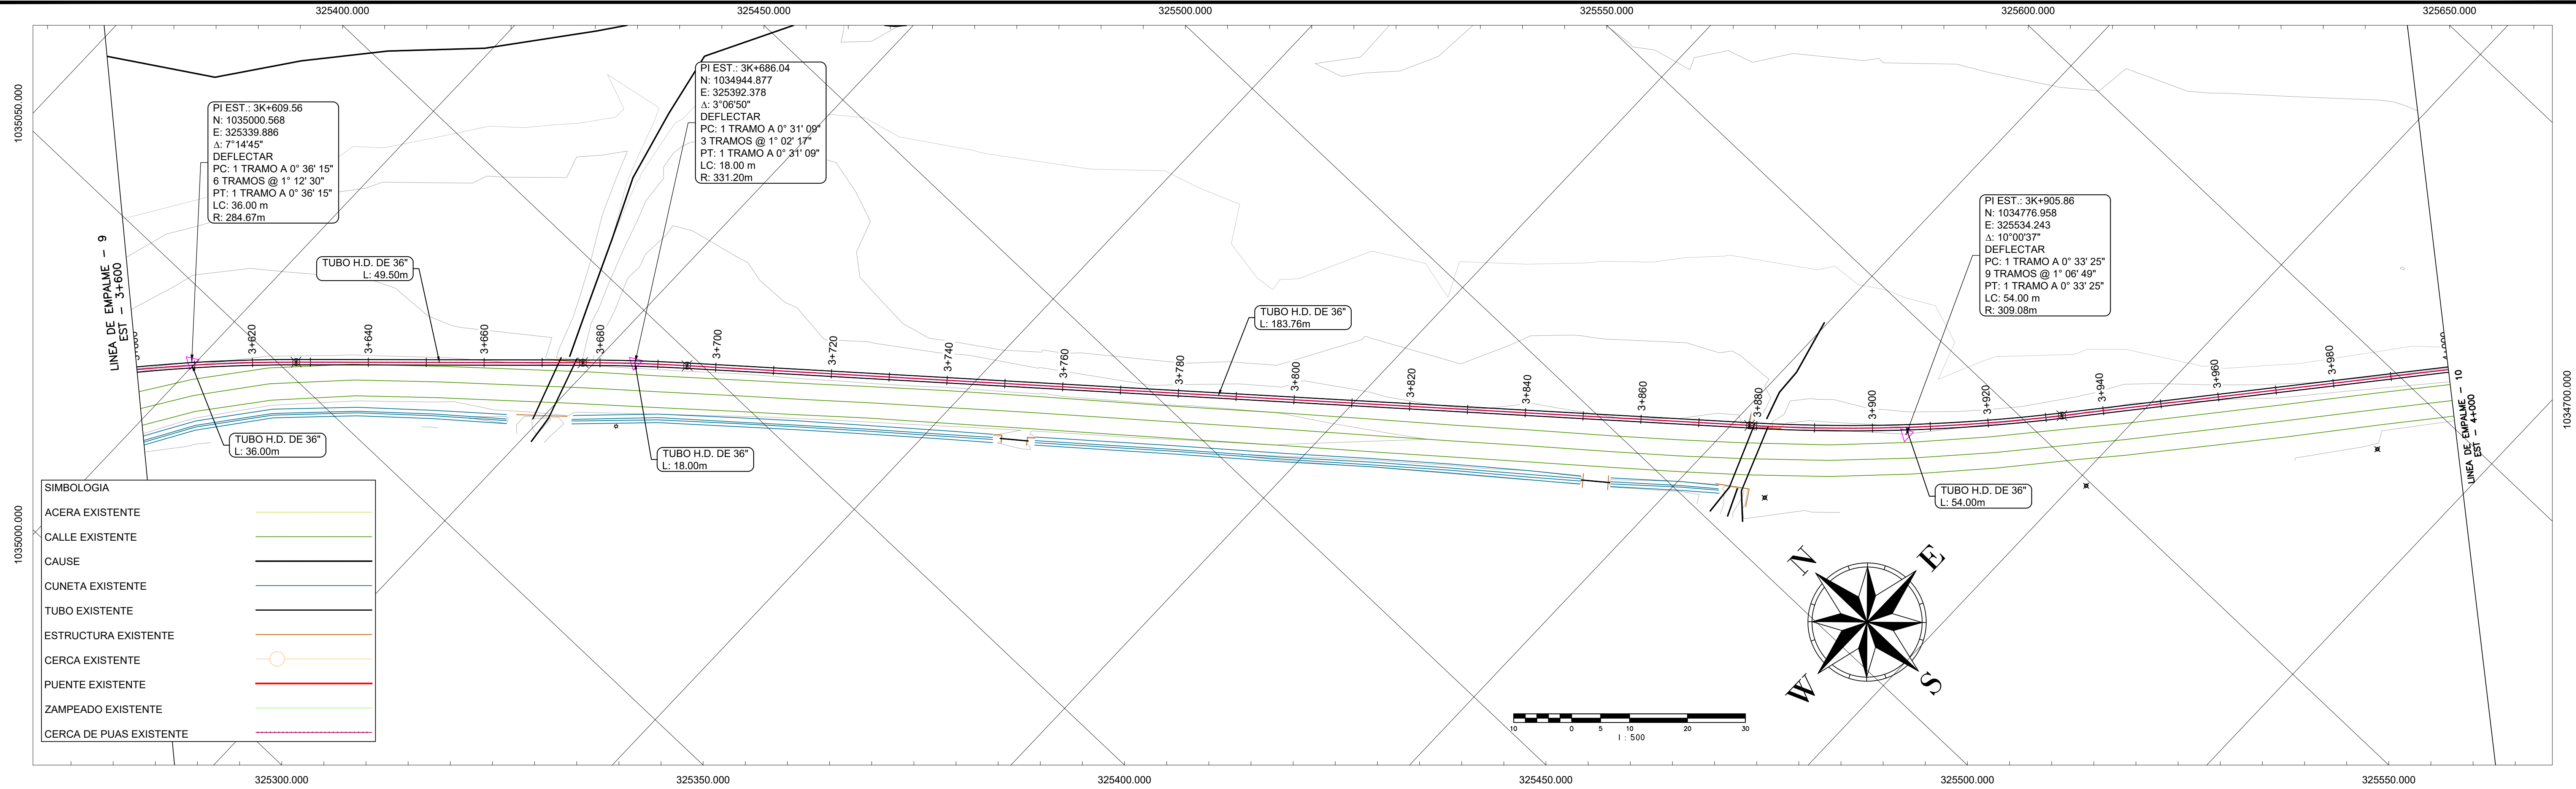 325400.000
325450.000
325500.000
325550.000
325600.000
325650.000
1035050.000
1035000.000
1034700.000
LINEA DE EMPALME - 9
EST - 3+600
PI EST.: 3K+609.56
N: 1035000.568
E: 325339.886
Δ: 7°14'45"
DEFLECTAR
PC: 1 TRAMO A 0° 36' 15"
6 TRAMOS @ 1° 12' 30"
PT: 1 TRAMO A 0° 36' 15"
LC: 36.00 m
R: 284.67m
PI EST.: 3K+686.04
N: 1034944.877
E: 325392.378
Δ: 3°06'50"
DEFLECTAR
PC: 1 TRAMO A 0° 31' 09"
3 TRAMOS @ 1° 02' 17"
PT: 1 TRAMO A 0° 31' 09"
LC: 18.00 m
R: 331.20m
PI EST.: 3K+905.86
N: 1034776.958
E: 325534.243
Δ: 10°00'37"
DEFLECTAR
PC: 1 TRAMO A 0° 33' 25"
9 TRAMOS @ 1° 06' 49"
PT: 1 TRAMO A 0° 33' 25"
LC: 54.00 m
R: 309.08m
TUBO H.D. DE 36"
L: 49.50m
TUBO H.D. DE 36"
L: 183.76m
3+620
3+640
3+660
3+680
3+700
3+720
3+740
3+760
3+780
3+800
3+820
3+840
3+860
3+880
3+900
3+920
3+940
3+960
3+980
TUBO H.D. DE 36"
L: 36.00m
TUBO H.D. DE 36"
L: 18.00m
TUBO H.D. DE 36"
L: 54.00m
LINEA DE EMPALME - 10
EST - 4+000
SIMBOLOGIA
ACERA EXISTENTE
CALLE EXISTENTE
CAUSE
CUNETA EXISTENTE
TUBO EXISTENTE
ESTRUCTURA EXISTENTE
CERCA EXISTENTE
PUENTE EXISTENTE
ZAMPEADO EXISTENTE
CERCA DE PUAS EXISTENTE
N
E
W
S
10 0 5 10 20 30
1 : 500
325300.000
325350.000
325400.000
325450.000
325500.000
325550.000